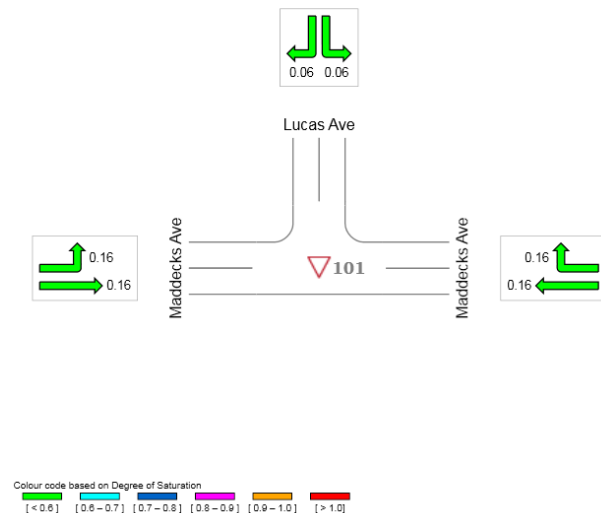 0.06 0.06
Lucas Ave
Maddecks Ave
0.16
0.16
101
Maddecks Ave
0.16
0.16
Colour code based on Degree of Saturation
[ < 0.6 ] [ 0.6 – 0.7 ] [ 0.7 – 0.8 ] [ 0.8 – 0.9 ] [ 0.9 – 1.0 ] [ > 1.0 ]